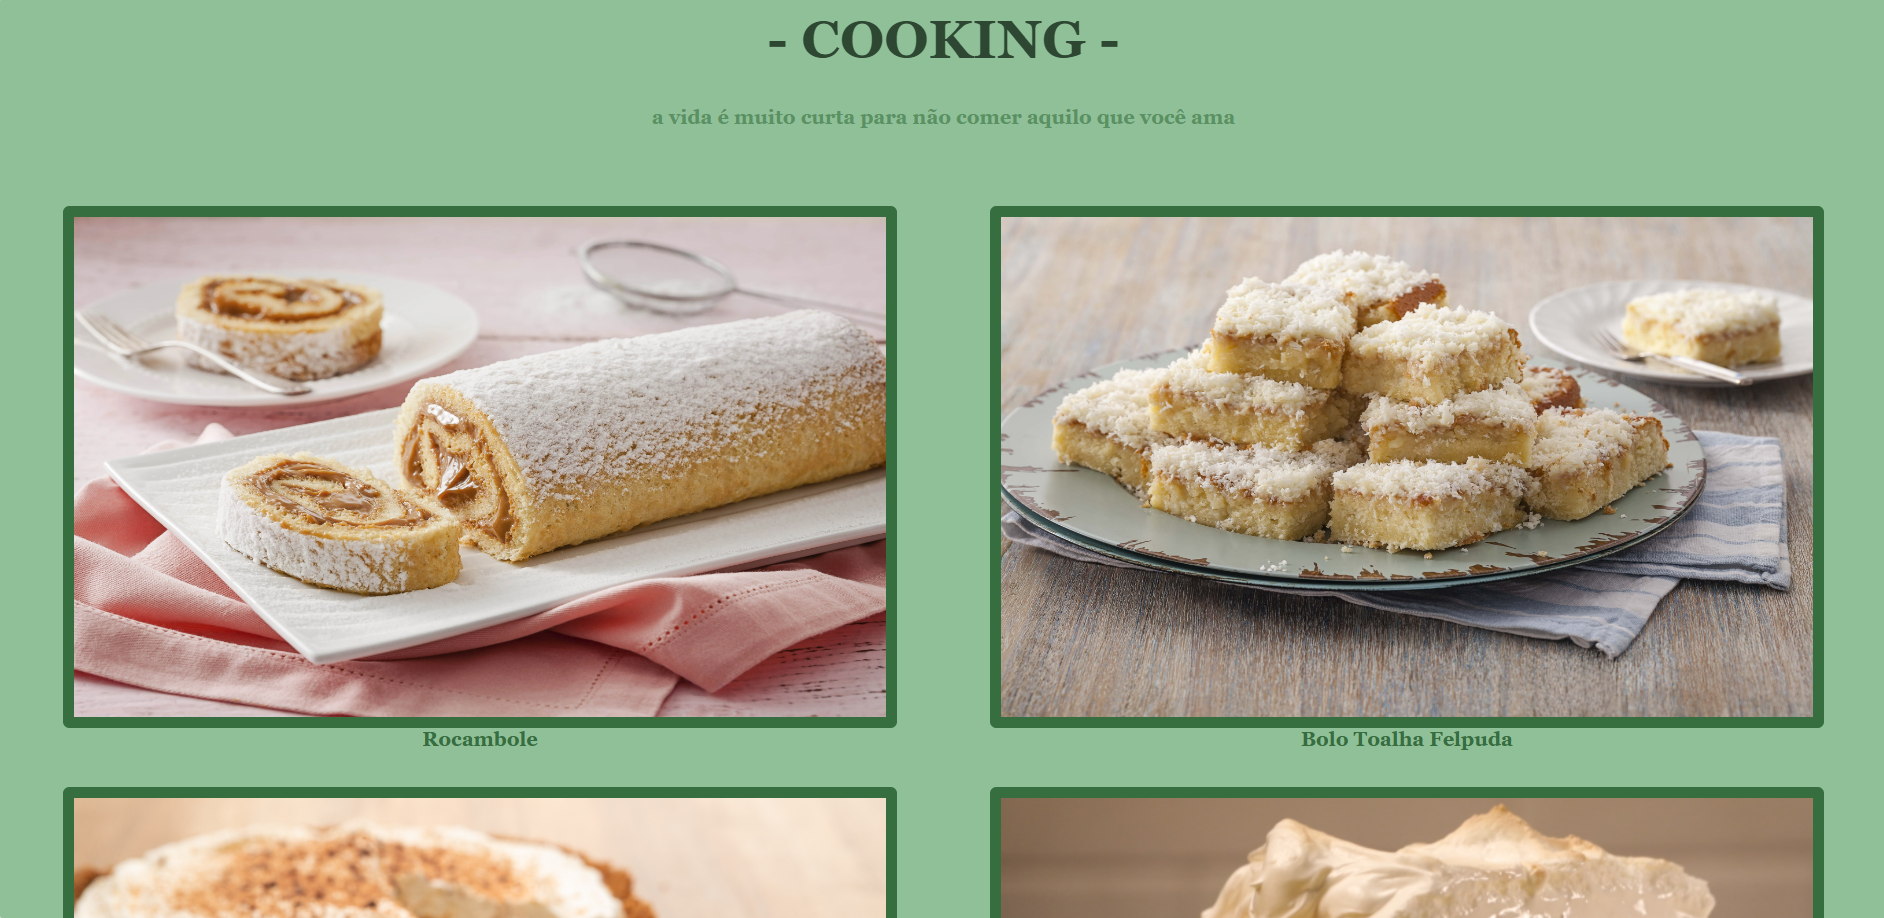 - COOKING -
a vida é muito curta para não comer aquilo que você ama
Rocambole
Bolo Toalha Felpuda